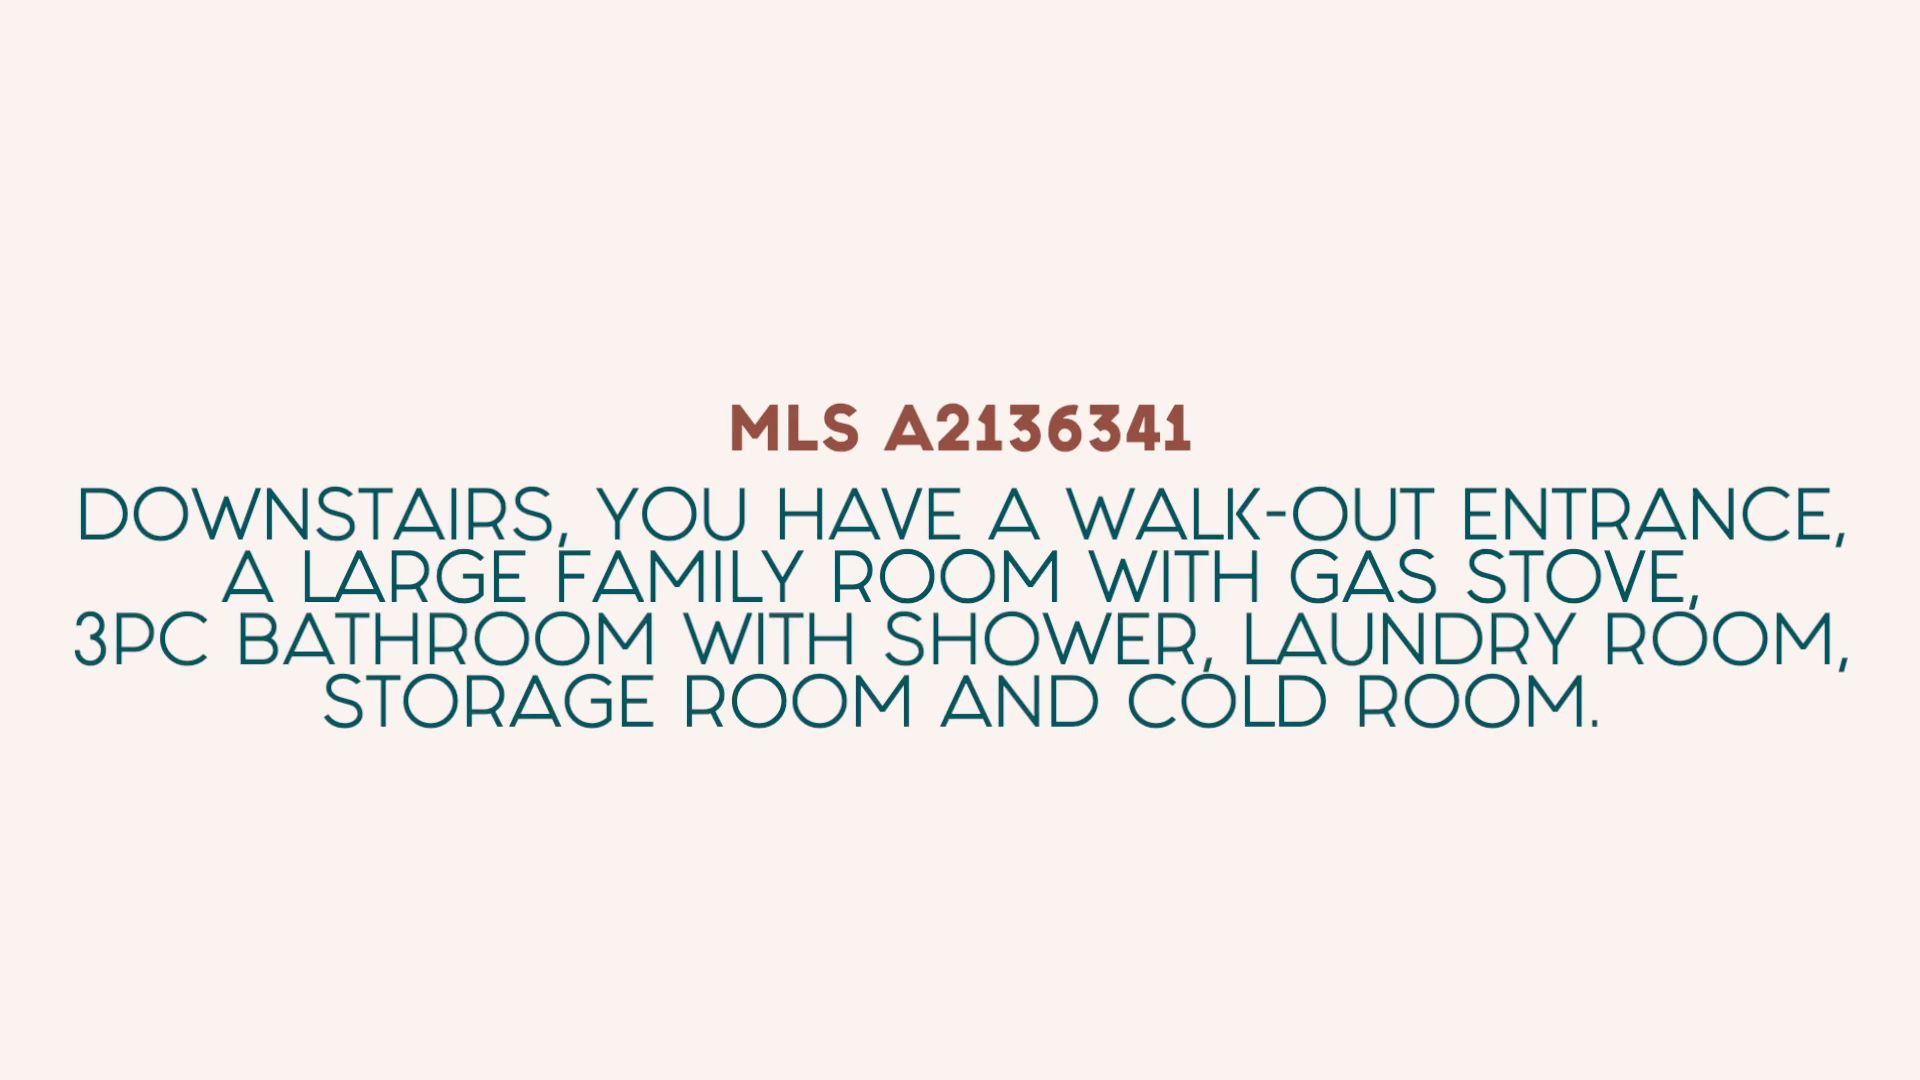 MLS A2136341
DOWNSTAIRS, YOU HAVE A WALK-OUT ENTRANCE,
A LARGE FAMILY ROOM WITH GAS STOVE,
3PC BATHROOM WITH SHOWER, LAUNDRY ROOM,
STORAGE ROOM AND COLD ROOM.